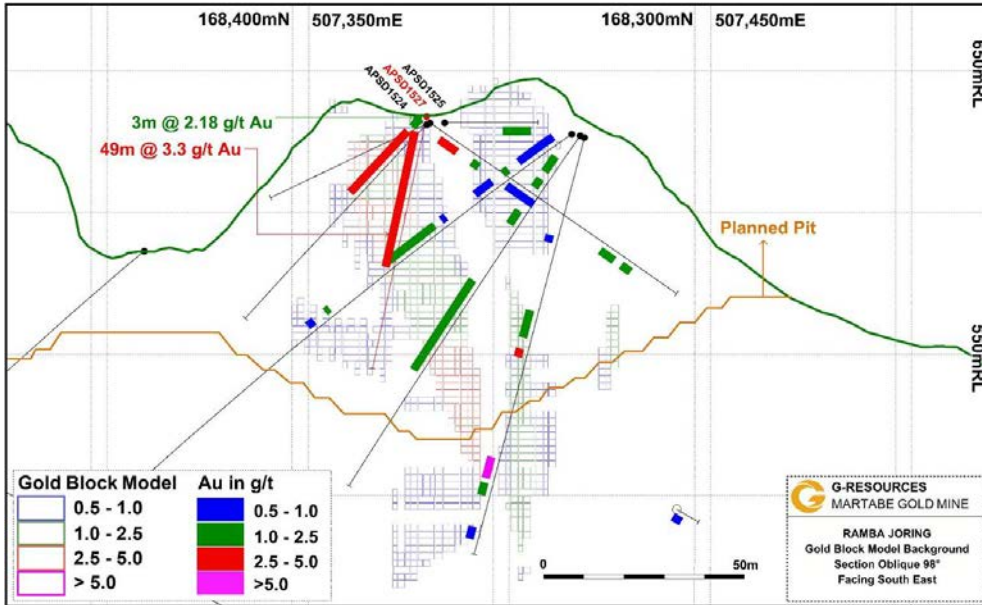 168,400mN 507,350mE 168,300mN 507,450mE
650mRL
APSD1525
APSD1527
APSD1524
3m @ 2.18 g/t Au
49m @ 3.3 g/t Au
Planned Pit
550mRL
Gold Block Model
0.5 - 1.0
1.0 - 2.5
2.5 - 5.0
> 5.0
Au in g/t
0.5 - 1.0
1.0 - 2.5
2.5 - 5.0
>5.0
0 50m
G-RESOURCES
MARTABE GOLD MINE
RAMBA JORING
Gold Block Model Background
Section Oblique 98°
Facing South East